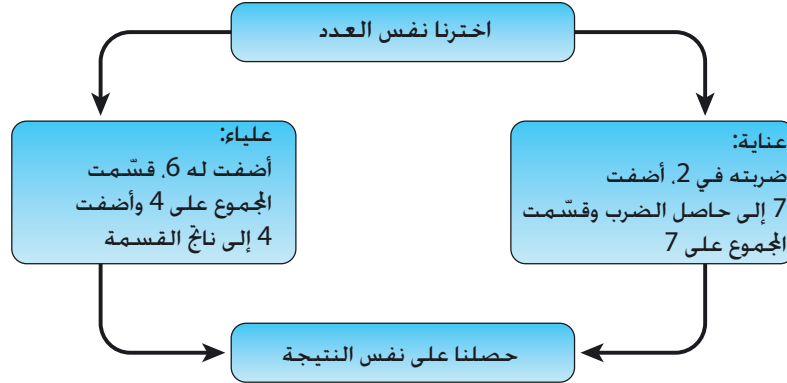 اخترنا نفس العدد
عناية:
ضربته في 2، أضفت
7 إلى حاصل الضرب وقسّمت
المجموع على 7
علياء:
أضفت له 6، قسّمت
المجموع على 4 وأضفت
4 إلى ناتج القسمة
حصلنا على نفس النتيجة